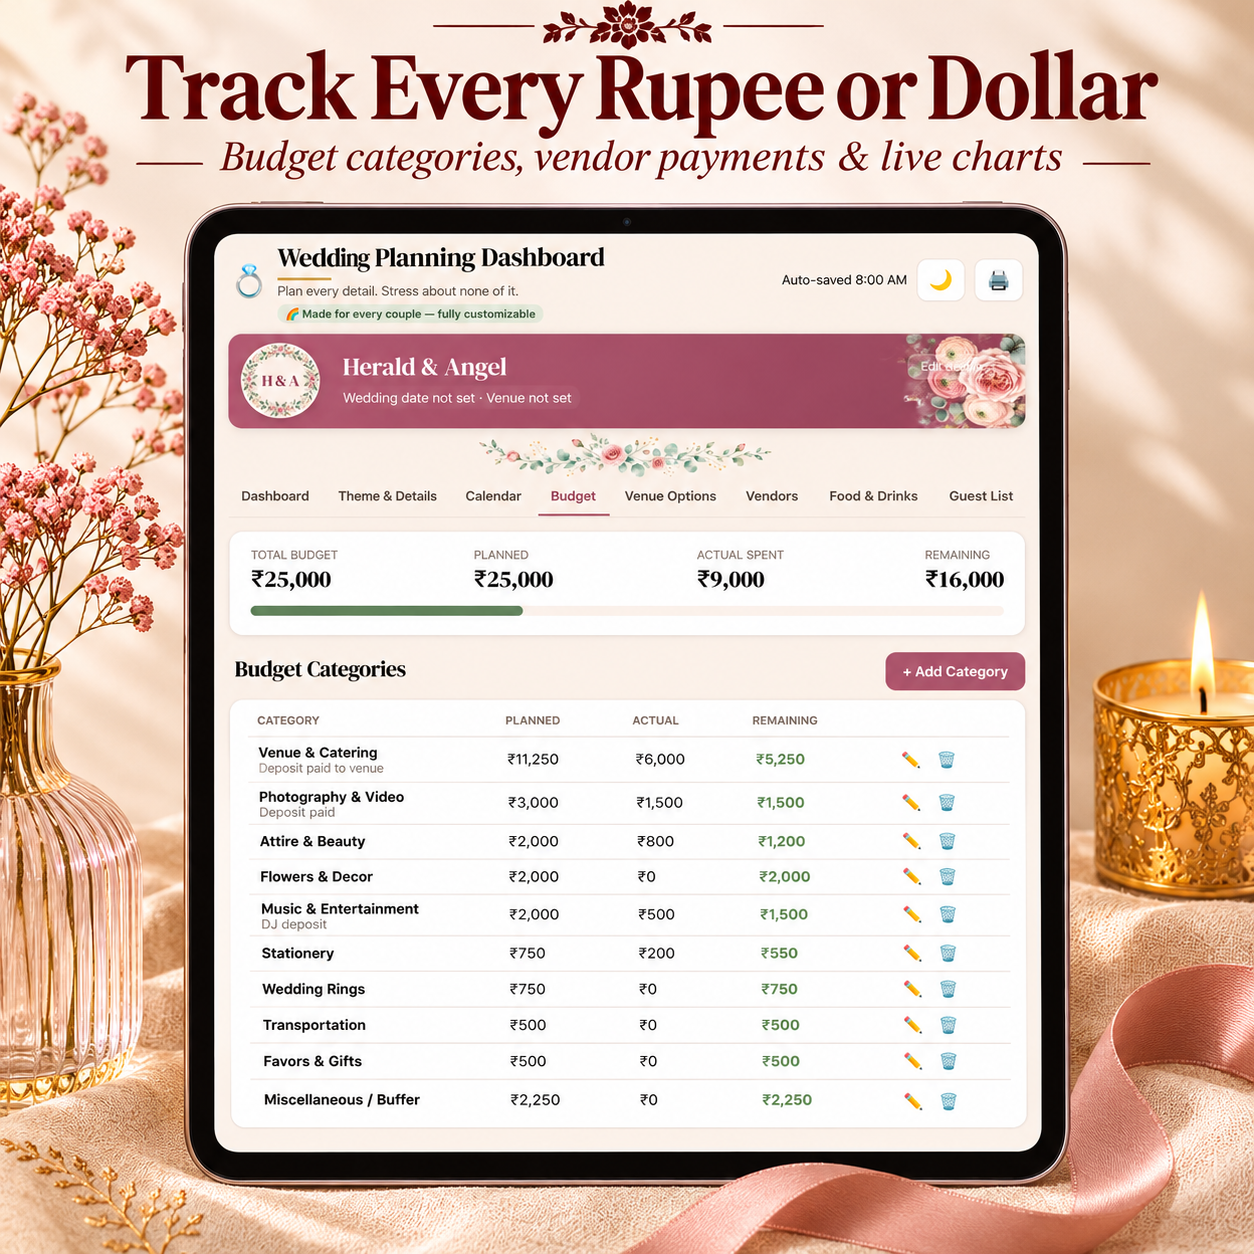 Track Every Rupee or Dollar
Budget categories, vendor payments & live charts
Wedding Planning Dashboard
Plan every detail. Stress about none of it.
Made for every couple — fully customizable
Auto-saved 8:00 AM
H & A
Herald & Angel
Wedding date not set · Venue not set
Edit
Dashboard Theme & Details Calendar Budget Venue Options Vendors Food & Drinks Guest List
TOTAL BUDGET PLANNED ACTUAL SPENT REMAINING
₹25,000 ₹25,000 ₹9,000 ₹16,000
Budget Categories
+ Add Category
CATEGORY PLANNED ACTUAL REMAINING
Venue & Catering ₹11,250 ₹6,000 ₹5,250
Deposit paid to venue
Photography & Video ₹3,000 ₹1,500 ₹1,500
Deposit paid
Attire & Beauty ₹2,000 ₹800 ₹1,200
Flowers & Decor ₹2,000 ₹0 ₹2,000
Music & Entertainment ₹2,000 ₹500 ₹1,500
DJ deposit
Stationery ₹750 ₹200 ₹550
Wedding Rings ₹750 ₹0 ₹750
Transportation ₹500 ₹0 ₹500
Favors & Gifts ₹500 ₹0 ₹500
Miscellaneous / Buffer ₹2,250 ₹0 ₹2,250